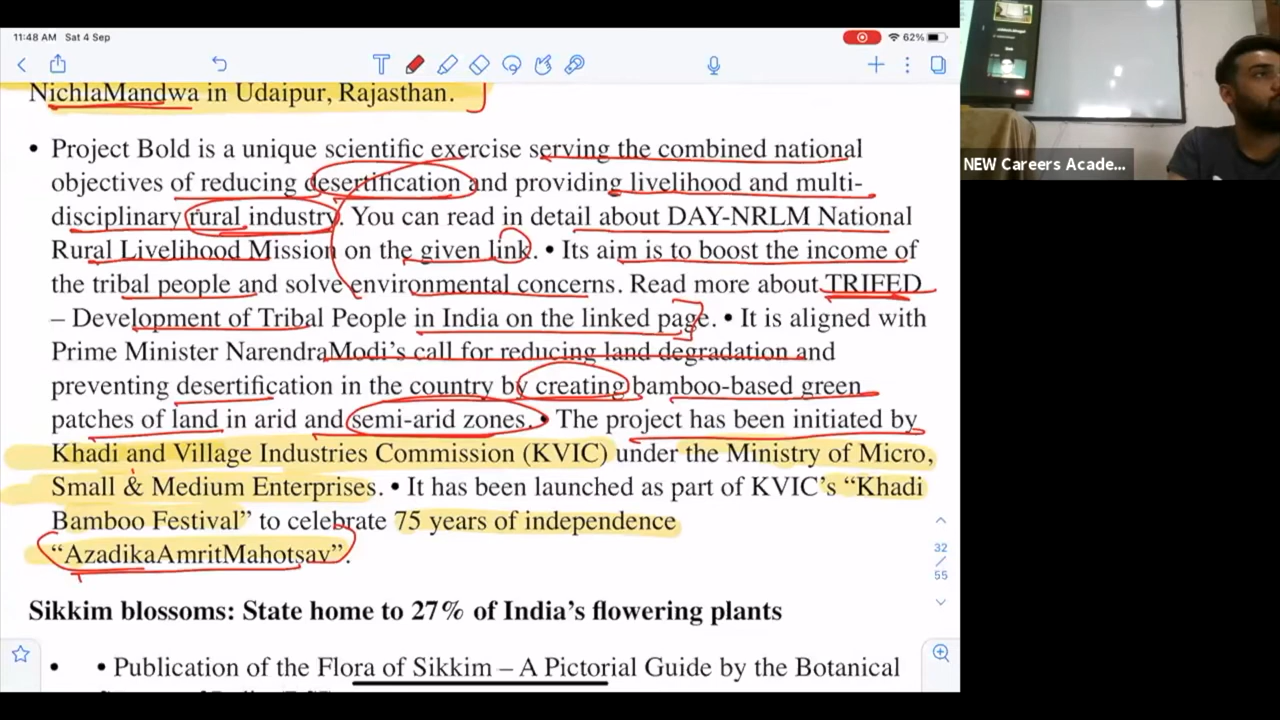 11:48 AM Sat 4 Sep
62%
NichlaMandwa in Udaipur, Rajasthan.
• Project Bold is a unique scientific exercise serving the combined national
objectives of reducing desertification and providing livelihood and multi-
disciplinary rural industry. You can read in detail about DAY-NRLM National
Rural Livelihood Mission on the given link. • Its aim is to boost the income of
the tribal people and solve environmental concerns. Read more about TRIFED
– Development of Tribal People in India on the linked page. • It is aligned with
Prime Minister NarendraModi’s call for reducing land degradation and
preventing desertification in the country by creating bamboo-based green
patches of land in arid and semi-arid zones. • The project has been initiated by
Khadi and Village Industries Commission (KVIC) under the Ministry of Micro,
Small & Medium Enterprises. • It has been launched as part of KVIC’s “Khadi
Bamboo Festival” to celebrate 75 years of independence
“AzadikaAmritMahotsav”.
32
/
55
Sikkim blossoms: State home to 27% of India’s flowering plants
• • Publication of the Flora of Sikkim – A Pictorial Guide by the Botanical
NEW Careers Acade...